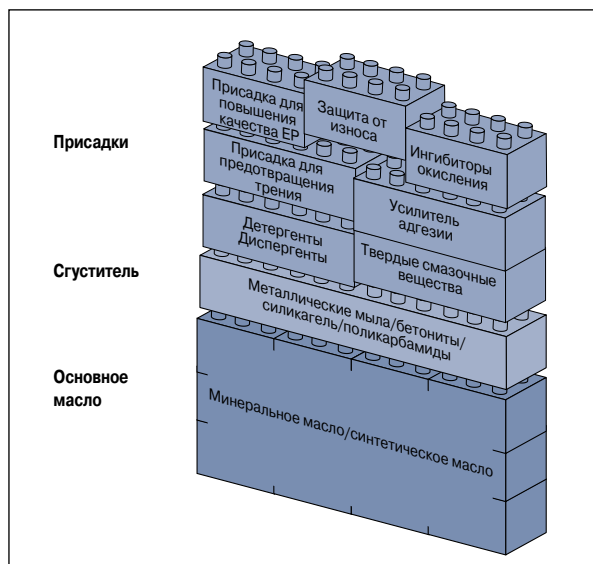 Присадки
Присадка для
повышения
качества EP
Защита от
износа
Ингибиторы
окисления
Присадка для
предотвращения
трения
Усилитель
адгезии
Детергенты
Диспергенты
Твердые смазочные
вещества
Сгуститель
Металлические мыла/бетониты/
силикагель/поликарбамиды
Основное
масло
Минеральное масло/синтетическое масло